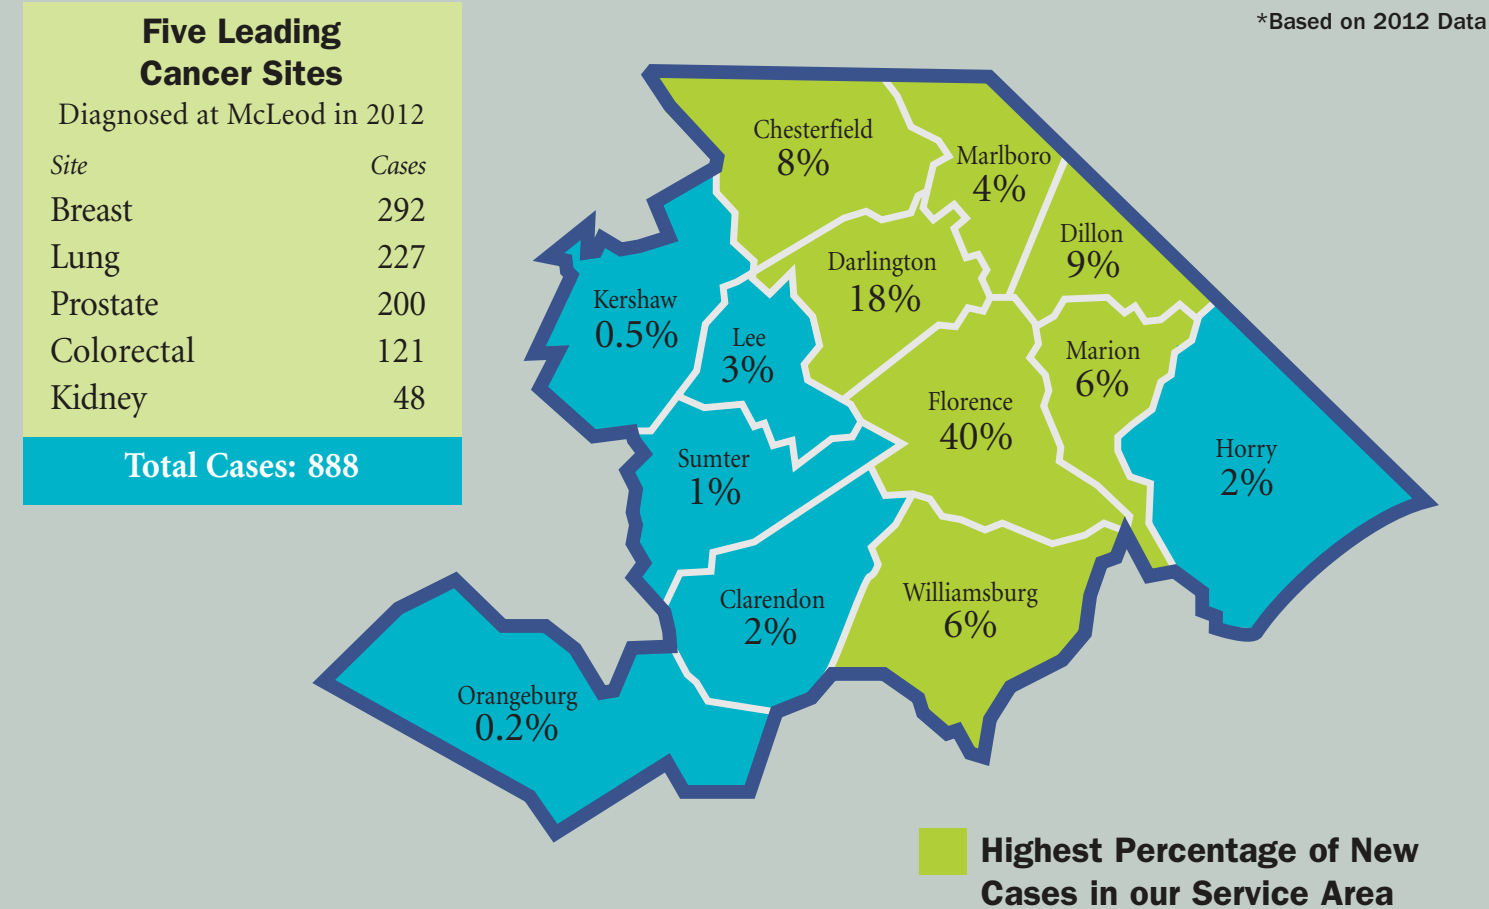 *Based on 2012 Data
Five Leading
Cancer Sites
Diagnosed at McLeod in 2012
Site Cases
Breast 292
Lung 227
Prostate 200
Colorectal 121
Kidney 48
Total Cases: 888
Chesterfield
8%
Marlboro
4%
Dillon
9%
Darlington
18%
Kershaw
0.5%
Lee
3%
Marion
6%
Florence
40%
Horry
2%
Sumter
1%
Clarendon
2%
Williamsburg
6%
Orangeburg
0.2%
Highest Percentage of New
Cases in our Service Area